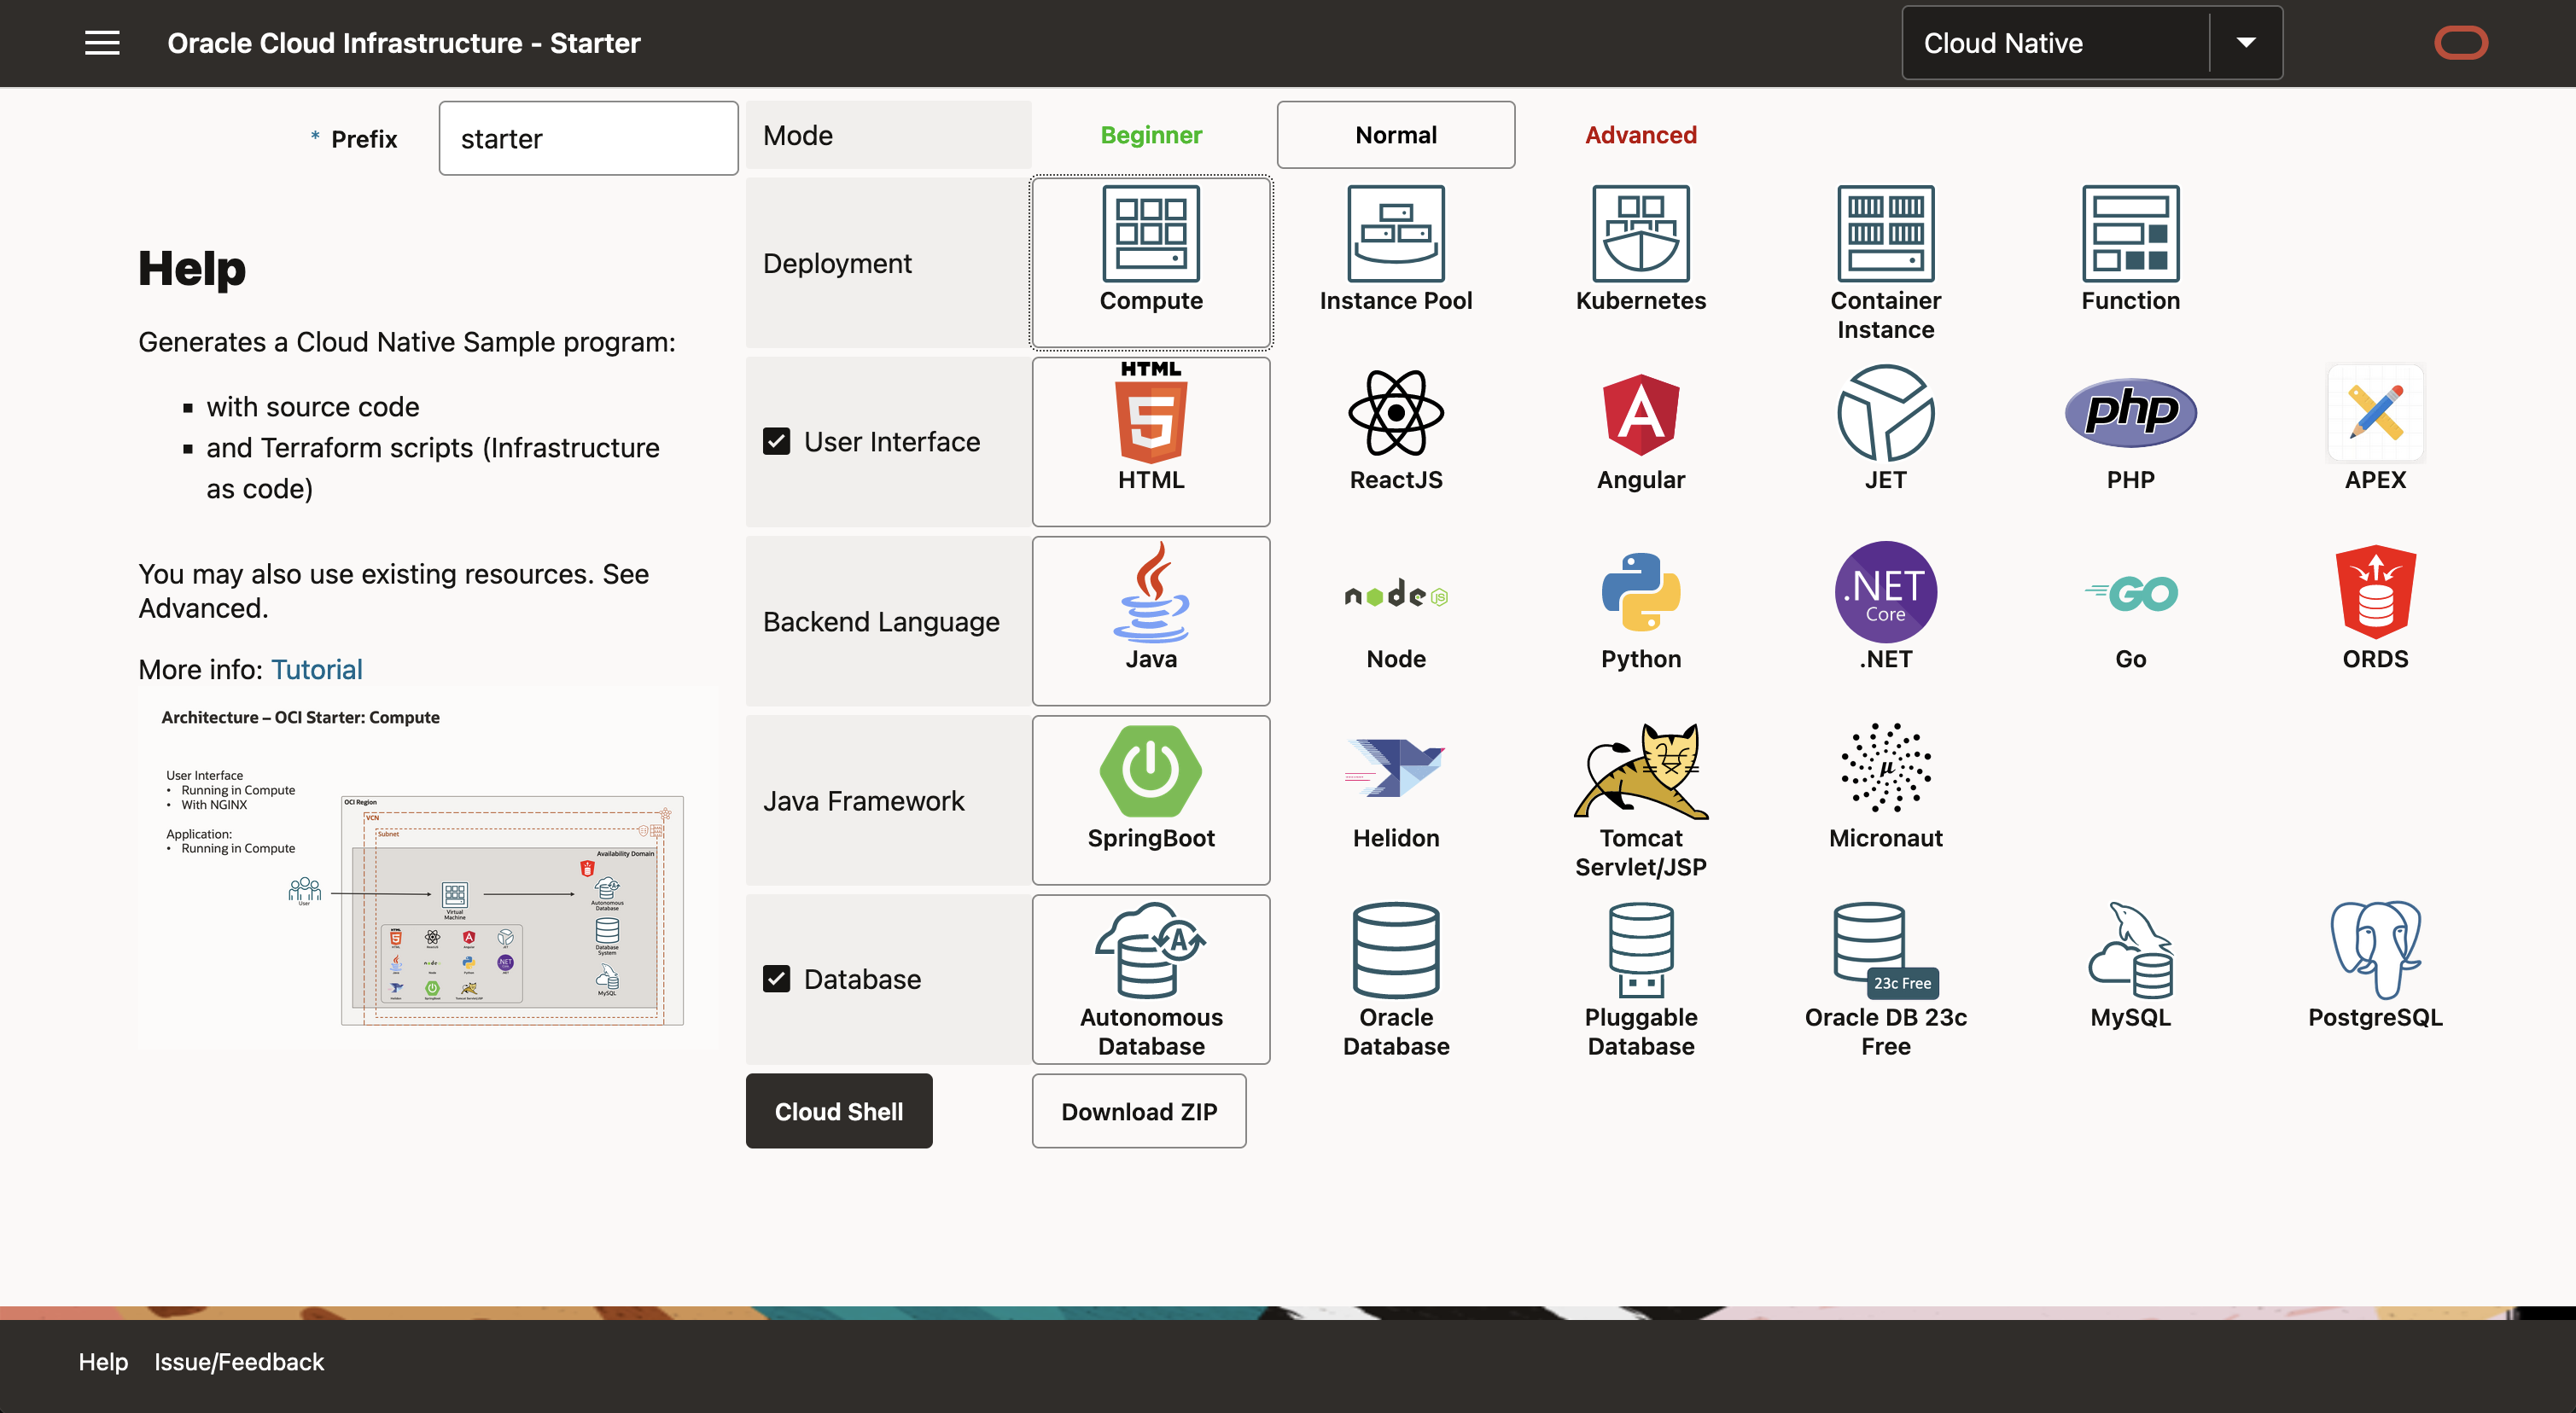 Oracle Cloud Infrastructure - Starter
Cloud Native
* Prefix
starter
Mode
Beginner
Normal
Advanced
Help
Generates a Cloud Native Sample program:
▪ with source code
▪ and Terraform scripts (Infrastructure
as code)
You may also use existing resources. See
Advanced.
More info: Tutorial
Architecture – OCI Starter: Compute
User Interface
• Running in Compute
• With NGINX
Application:
• Running in Compute
OCI Region
VCN
Subnet
Availability Domain
User
Virtual
Machine
Autonomous
Database
Database
System
MySQL
Deployment
Compute
Instance Pool
Kubernetes
Container
Instance
Function
User Interface
HTML
5
HTML
ReactJS
A
Angular
JET
php
PHP
APEX
Backend Language
Java
node JS
Node
Python
.NET
Core
.NET
GO
Go
ORDS
Java Framework
SpringBoot
Helidon
Tomcat
Servlet/JSP
μ
Micronaut
Database
A
Autonomous
Database
Oracle
Database
Pluggable
Database
23c Free
Oracle DB 23c
Free
MySQL
PostgreSQL
Cloud Shell
Download ZIP
Help
Issue/Feedback